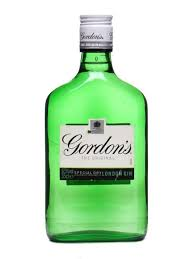 Gordon's
THE ORIGINAL
SPECIAL DRY LONDON GIN